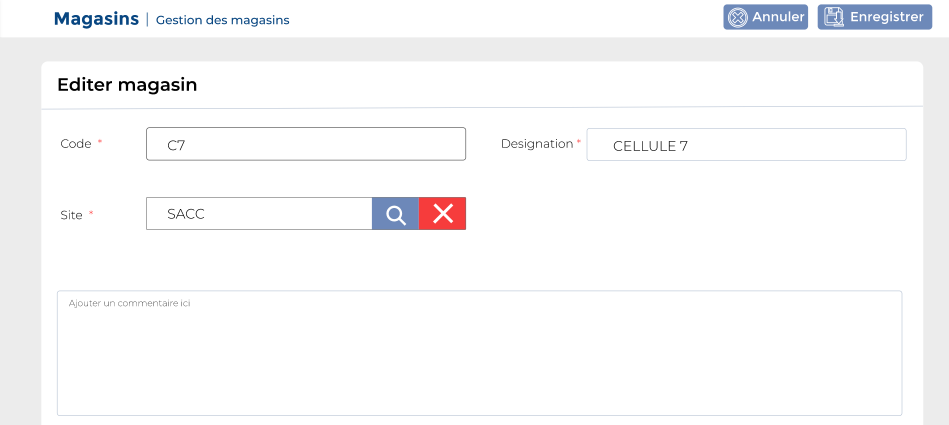 Magasins | Gestion des magasins
Annuler
Enregistrer
Editer magasin
Code * C7
Designation * CELLULE 7
Site * SACC
Ajouter un commentaire ici